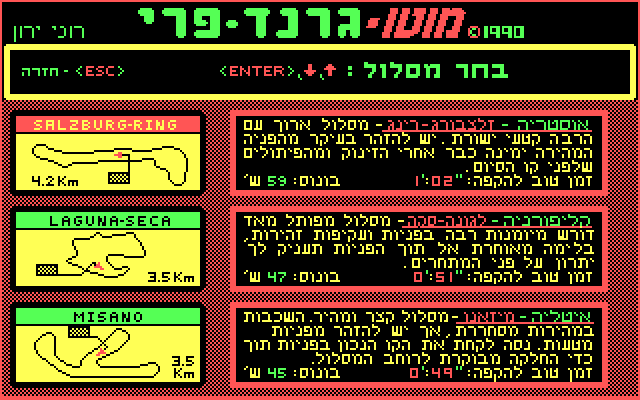 רוני ירון
מוטו·גרנד·פרי
©1990
בחר מסלול : ↑,↓,<ENTER>
<ESC> - חזרה
SALZBURG-RING
4.2Km
אוסטריה - זלצבורג-רינג- מסלול ארוך עם
הרבה קטעי ישורת. יש להזהר בעיקר מהפניה
המהירה ימינה כבר אחרי הזינוק ומהפיתולים
שלפני קו הסיום.
זמן טוב להקפה: 1':02" בונוס: 59 ש'
LAGUNA-SECA
3.5Km
קליפורניה - לגונה-סקה- מסלול מפותל מאד
דורש מיומנות רבה בפניות ועקיפות זהירות,
בלימה מאוחרת אל תוך הפניות תעניק לך
יתרון על פני המתחרים.
זמן טוב להקפה: 0':51" בונוס: 47 ש'
MISANO
3.5
Km
איטליה - מיזאנו -מסלול קצר ומהיר. השכבות
במהירות מסחררת, אך יש להזהר מפניות
מטעות. נסה לקחת את הקו הנכון בפניות תוך
כדי החלקה מבוקרת לרוחב המסלול.
זמן טוב להקפה: 0':49" בונוס: 45 ש'